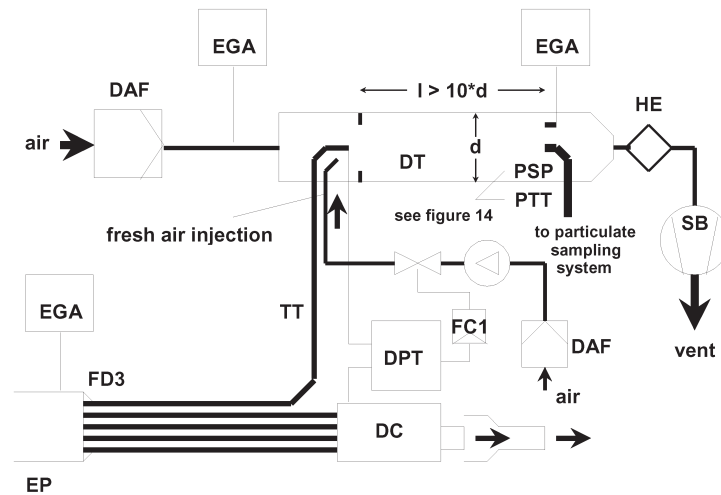 EGA
EGA
DAF
l > 10*d
HE
air
d
DT
PSP
PTT
SB
fresh air injection
see figure 14
to particulate
sampling
system
EGA
TT
FC1
DAF
vent
FD3
DPT
air
DC
EP